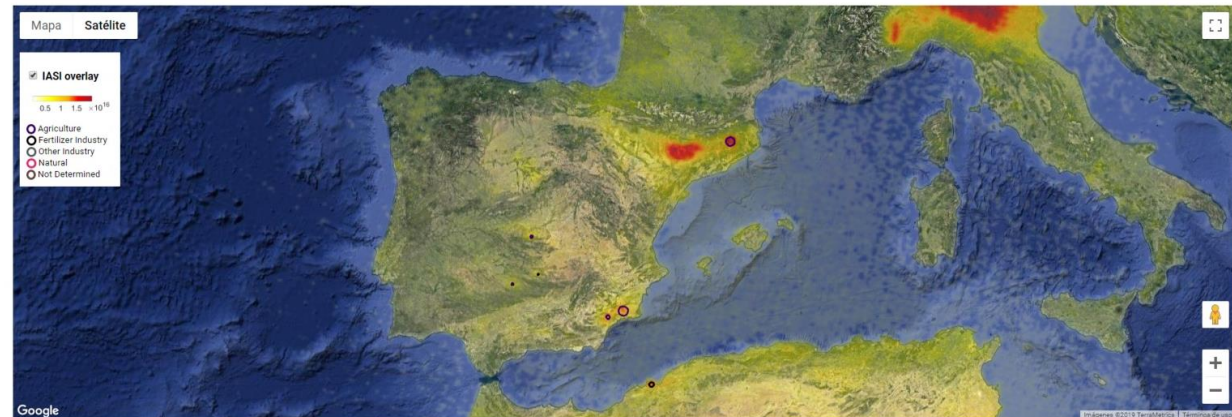 Mapa Satélite
IASI overlay
0.5 1 1.5 ×10¹⁶
Agriculture
Fertilizer Industry
Other Industry
Natural
Not Determined
+
−
Google
Imágenes ©2019 TerraMetrics